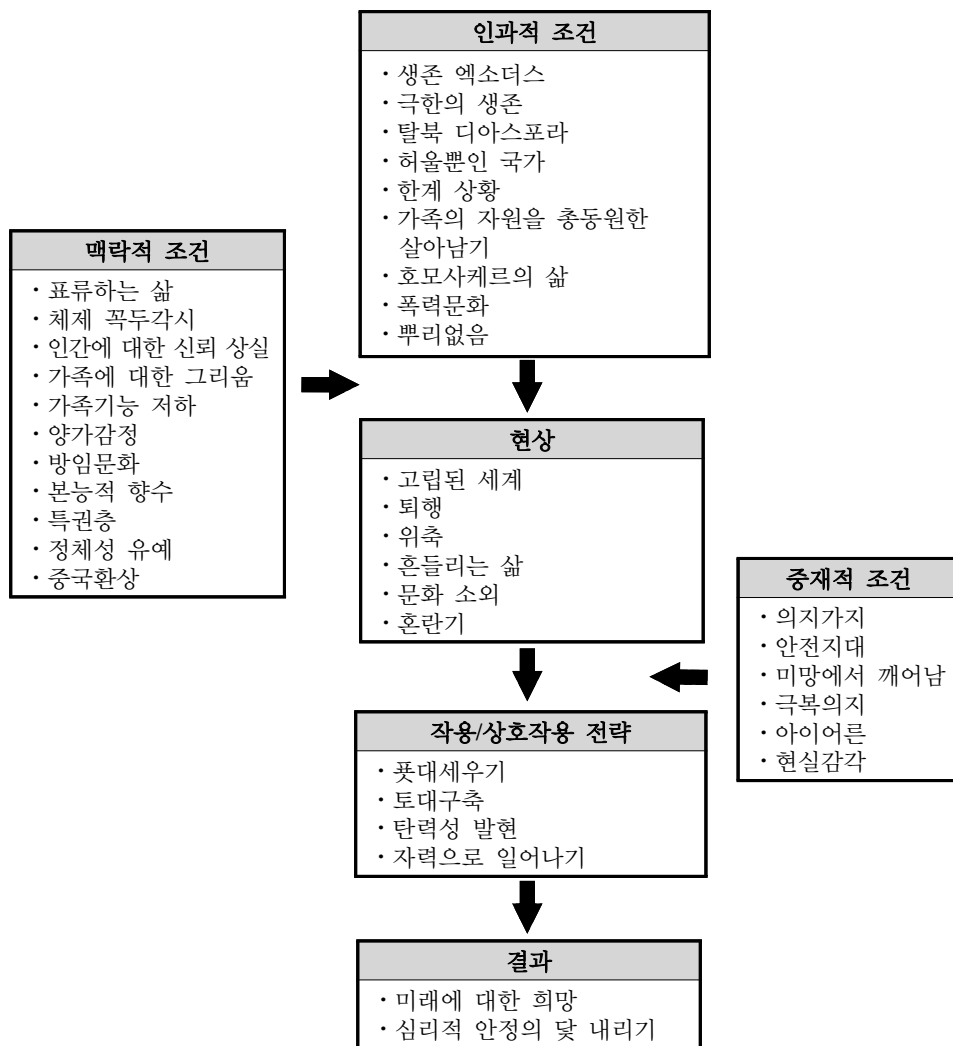 인과적 조건
· 생존 엑소더스
· 극한의 생존
· 탈북 디아스포라
· 허울뿐인 국가
· 한계 상황
· 가족의 자원을 총동원한
살아남기
· 호모사케르의 삶
· 폭력문화
· 뿌리없음
맥락적 조건
· 표류하는 삶
· 체제 꼭두각시
· 인간에 대한 신뢰 상실
· 가족에 대한 그리움
· 가족기능 저하
· 양가감정
· 방임문화
· 본능적 향수
· 특권층
· 정체성 유예
· 중국환상
현상
· 고립된 세계
· 퇴행
· 위축
· 흔들리는 삶
· 문화 소외
· 혼란기
중재적 조건
· 의지가지
· 안전지대
· 미망에서 깨어남
· 극복의지
· 아이어른
· 현실감각
작용/상호작용 전략
· 푯대세우기
· 토대구축
· 탄력성 발현
· 자력으로 일어나기
결과
· 미래에 대한 희망
· 심리적 안정의 닻 내리기